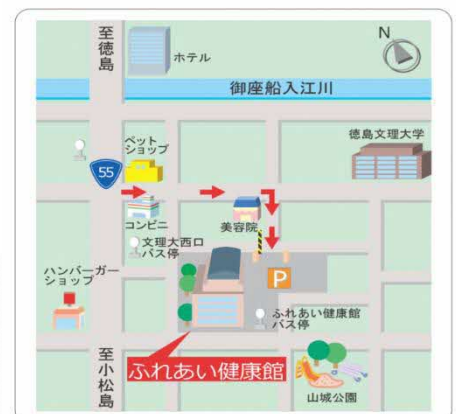 至徳島
ホテル
N
御座船入江川
徳島文理大学
ペット
ショップ
55
コンビニ
美容院
文理大西口
バス停
ハンバーガー
ショップ
P
ふれあい健康館
バス停
至小松島
ふれあい健康館
山城公園